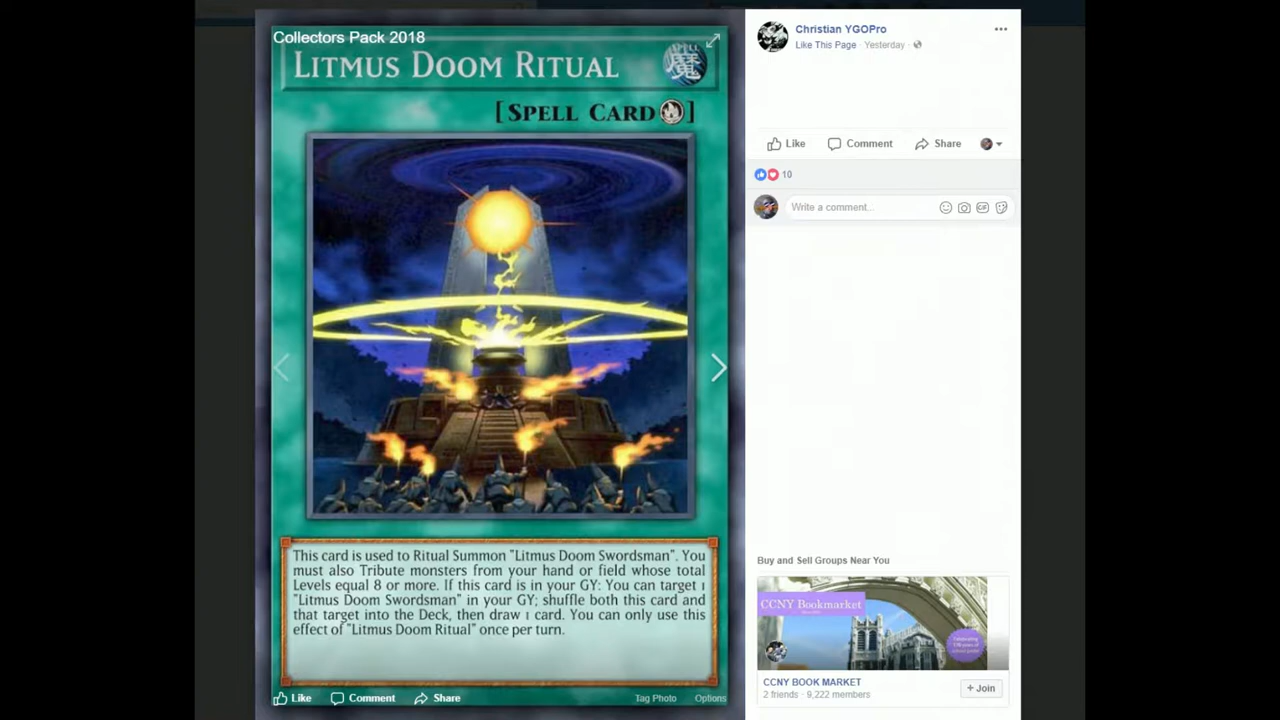 Collectors Pack 2018
LITMUS DOOM RITUAL
SPELL
魔
[SPELL CARD]
This card is used to Ritual Summon "Litmus Doom Swordsman". You
must also Tribute monsters from your hand or field whose total
Levels equal 8 or more. If this card is in your GY: You can target 1
"Litmus Doom Swordsman" in your GY; shuffle both this card and
that target into the Deck, then draw 1 card. You can only use this
effect of "Litmus Doom Ritual" once per turn.
Like Comment Share
Tag Photo Options
Christian YGOPro
Like This Page · Yesterday ·
Like Comment Share
10
Write a comment...
GIF
Buy and Sell Groups Near You
CCNY Bookmarket
CCNY BOOK MARKET
2 friends · 9,222 members
+ Join